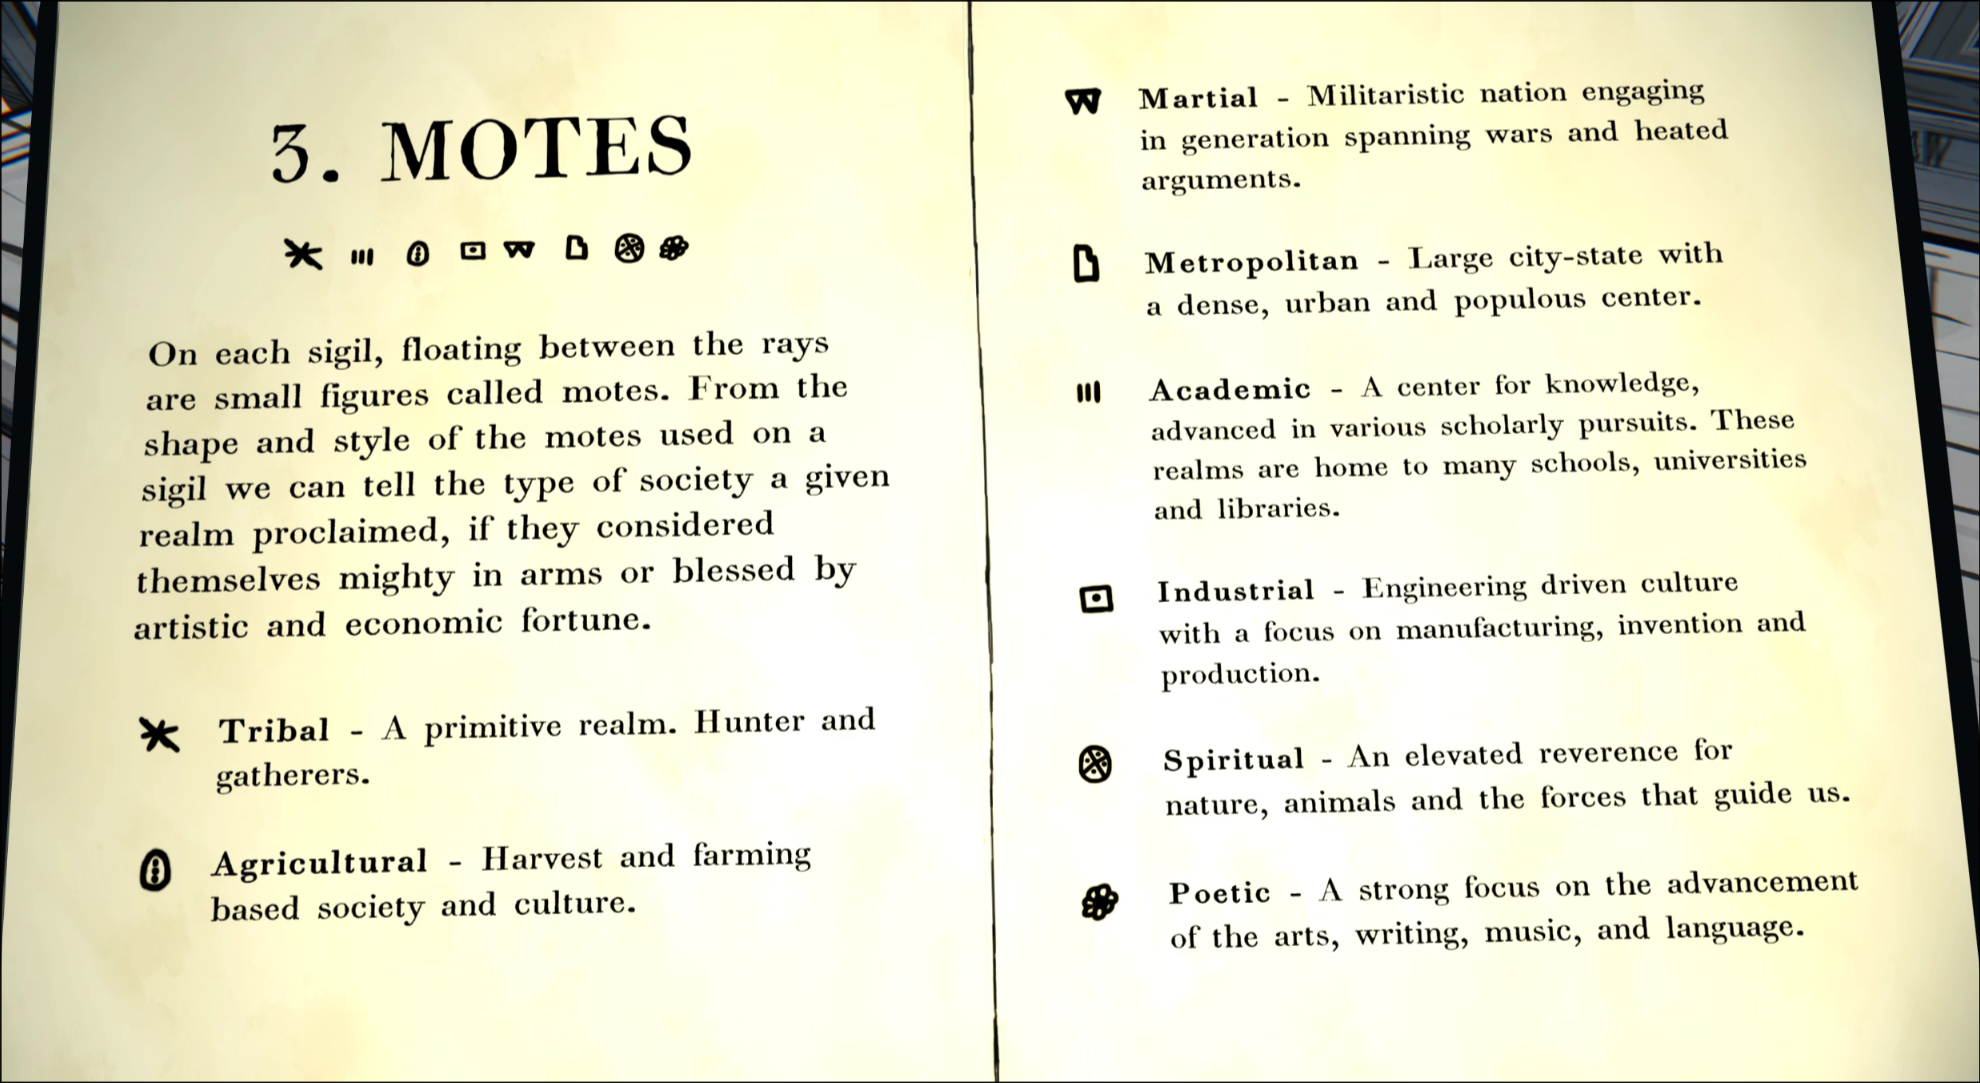 3. MOTES
On each sigil, floating between the rays
are small figures called motes. From the
shape and style of the motes used on a
sigil we can tell the type of society a given
realm proclaimed, if they considered
themselves mighty in arms or blessed by
artistic and economic fortune.
Tribal - A primitive realm. Hunter and
gatherers.
Agricultural - Harvest and farming
based society and culture.
Martial - Militaristic nation engaging
in generation spanning wars and heated
arguments.
Metropolitan - Large city-state with
a dense, urban and populous center.
Academic - A center for knowledge,
advanced in various scholarly pursuits. These
realms are home to many schools, universities
and libraries.
Industrial - Engineering driven culture
with a focus on manufacturing, invention and
production.
Spiritual - An elevated reverence for
nature, animals and the forces that guide us.
Poetic - A strong focus on the advancement
of the arts, writing, music, and language.